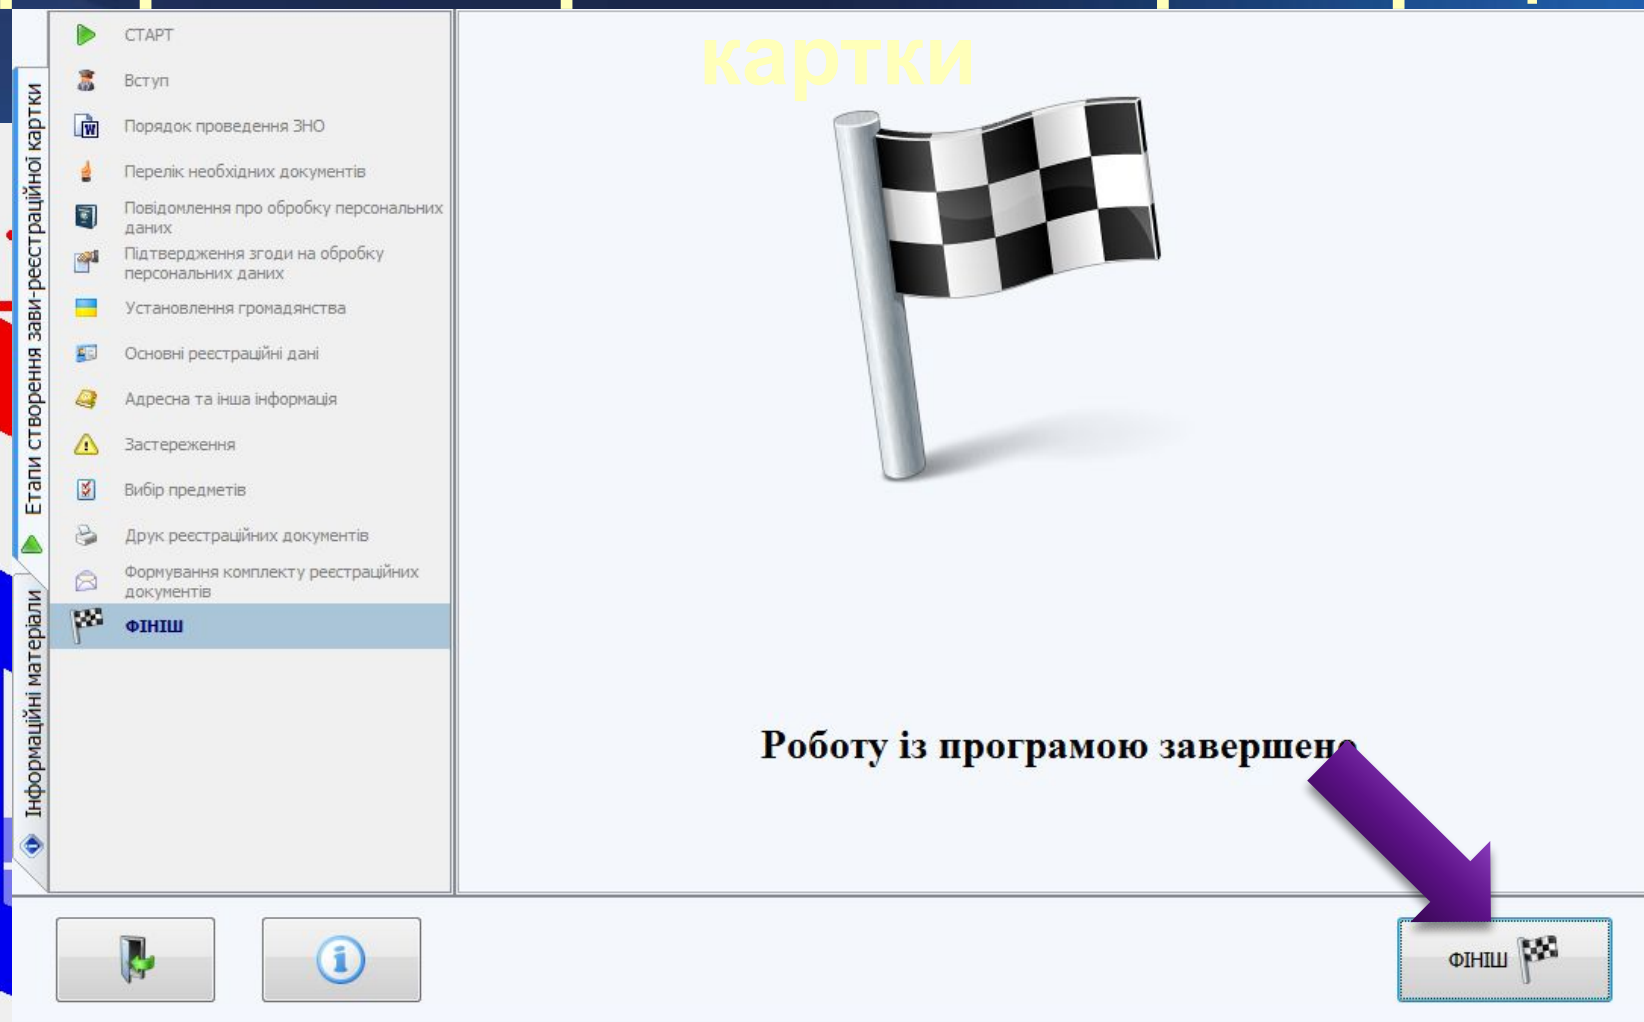 картки
СТАРТ
Вступ
Порядок проведення ЗНО
Перелік необхідних документів
Повідомлення про обробку персональних
даних
Підтвердження згоди на обробку
персональних даних
Установлення громадянства
Основні реєстраційні дані
Адресна та інша інформація
Застереження
Вибір предметів
Друк реєстраційних документів
Формування комплекту реєстраційних
документів
ФІНІШ
Етапи створення зави-реєстраційної картки
Інформаційні матеріали
Роботу із програмою завершено
ФІНІШ